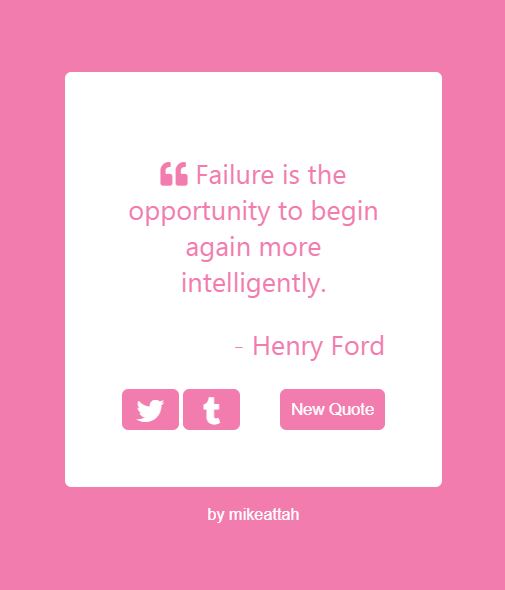 “ Failure is the
opportunity to begin
again more
intelligently.
- Henry Ford
New Quote
by mikeattah